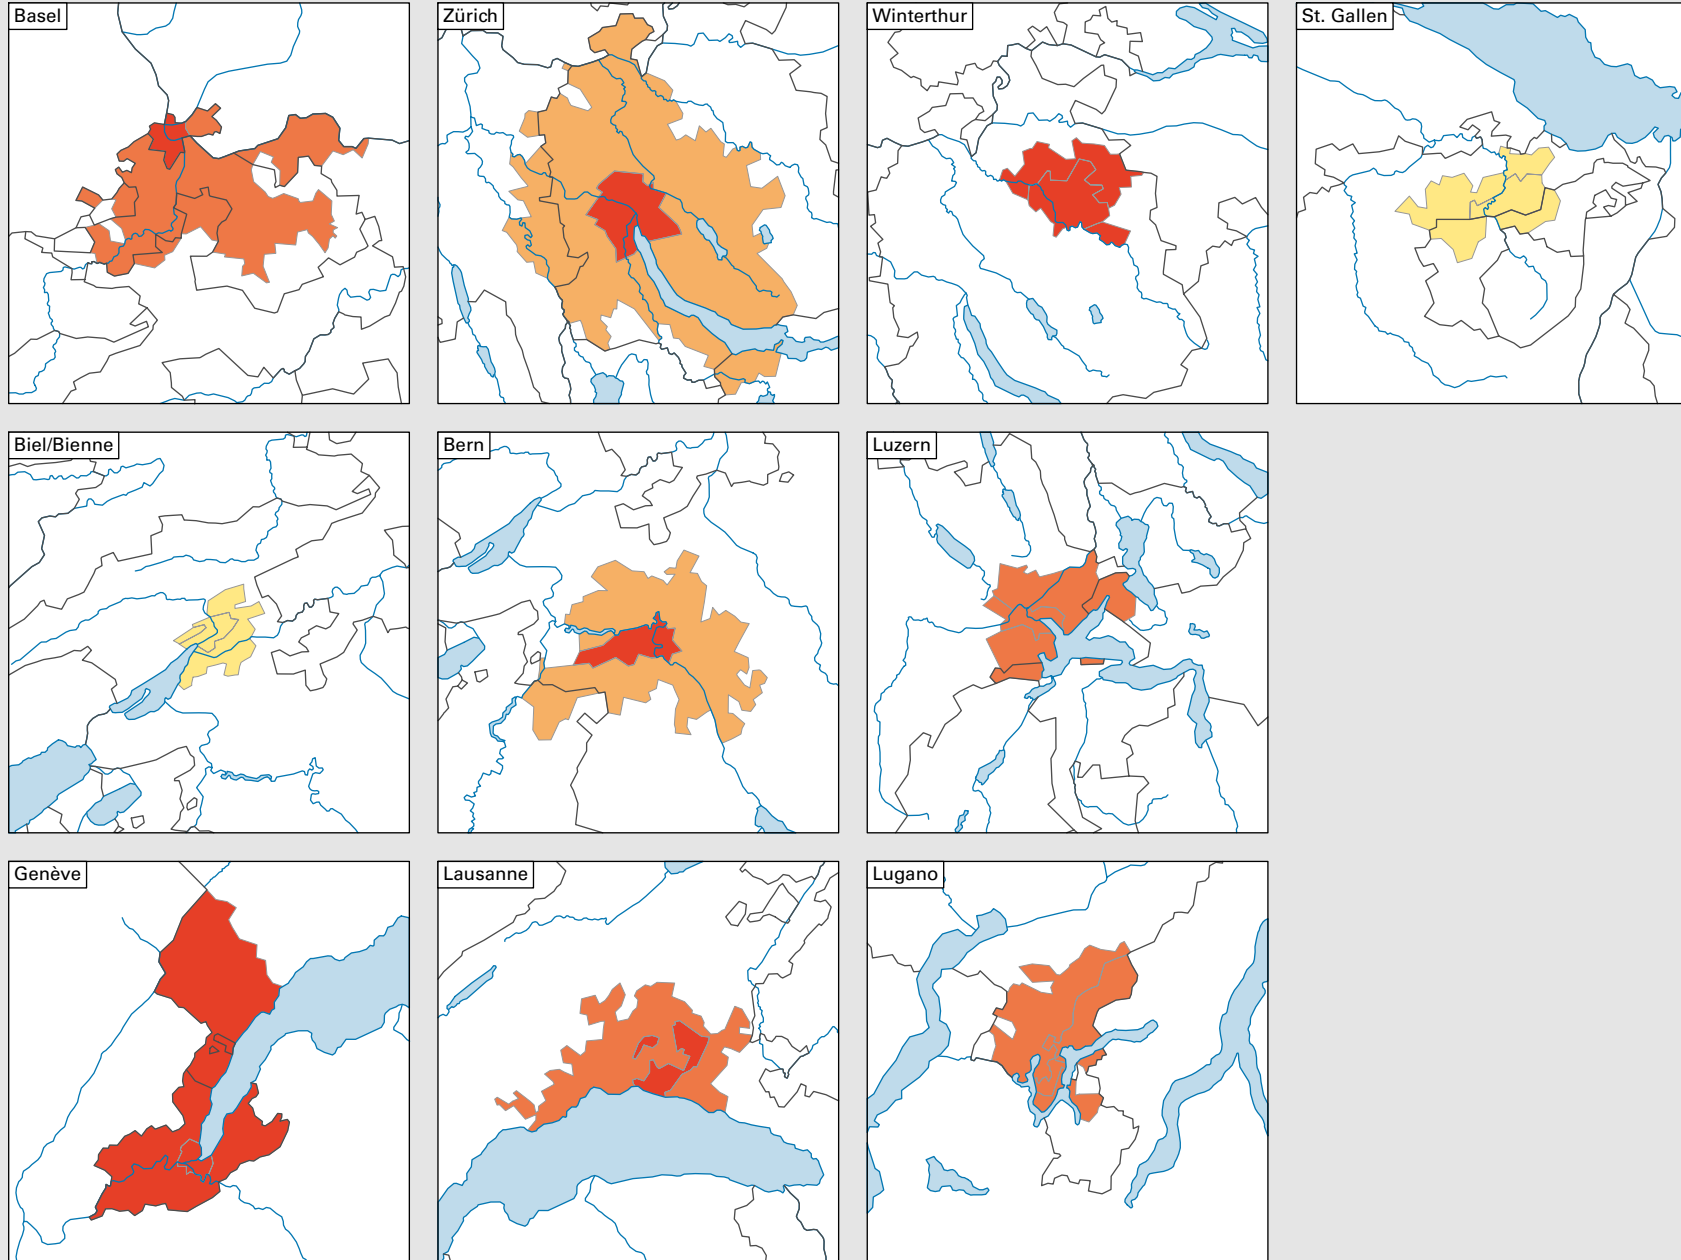 Basel
Zürich
Winterthur
St. Gallen
Biel/Bienne
Bern
Luzern
Genève
Lausanne
Lugano